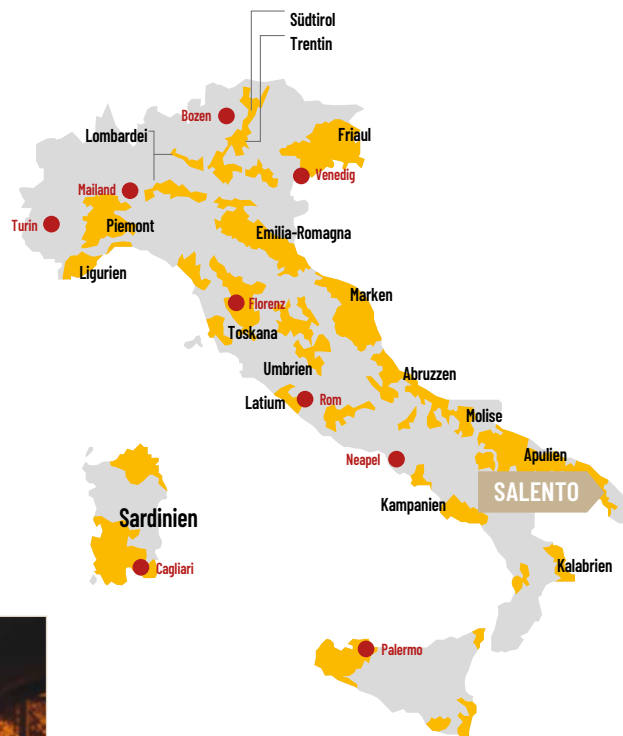 Südtirol
Trentin
Bozen
Lombardei
Friaul
Venedig
Mailand
Turin
Piemont
Emilia-Romagna
Ligurien
Marken
Florenz
Toskana
Umbrien
Abruzzen
Latium
Rom
Molise
Neapel
Apulien
SALENTO
Kampanien
Sardinien
Kalabrien
Cagliari
Palermo